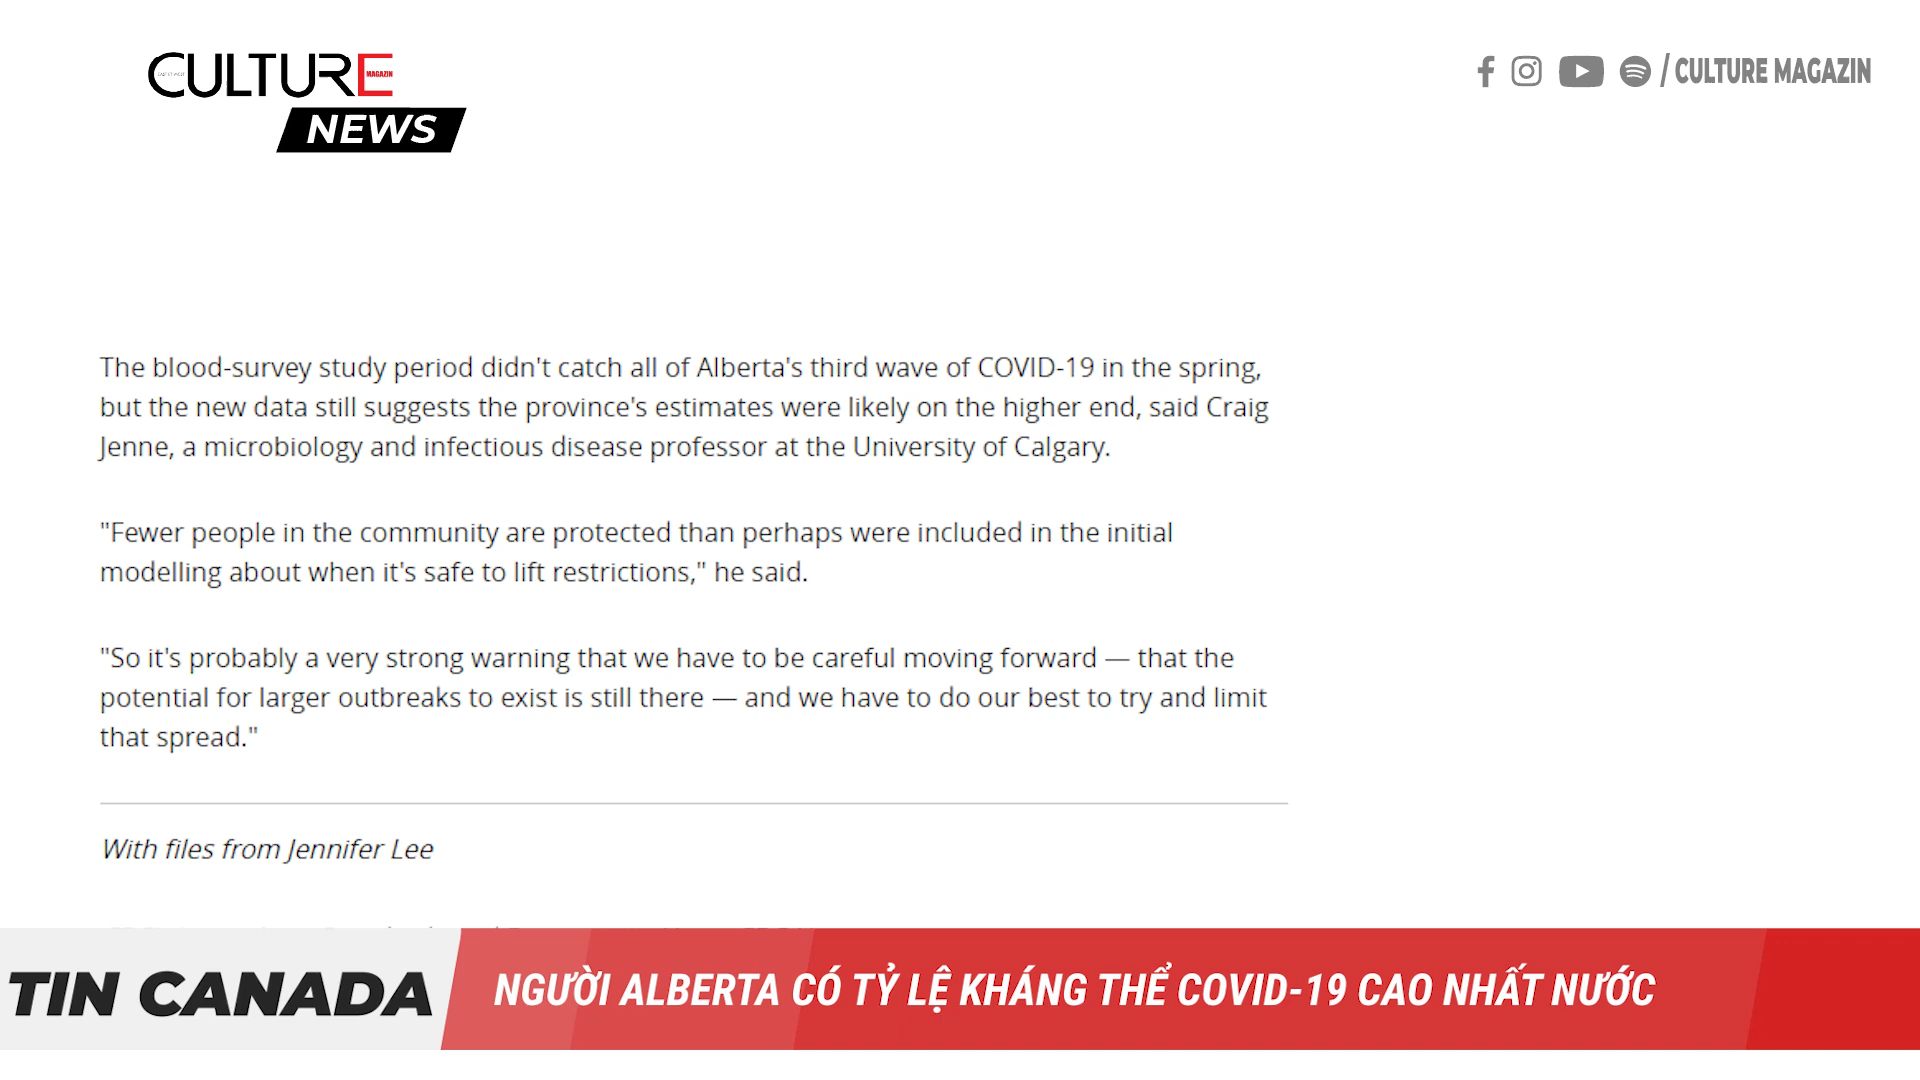 CULTURE
MAGAZIN
NEWS
/ CULTURE MAGAZIN
The blood-survey study period didn't catch all of Alberta's third wave of COVID-19 in the spring,
but the new data still suggests the province's estimates were likely on the higher end, said Craig
Jenne, a microbiology and infectious disease professor at the University of Calgary.
"Fewer people in the community are protected than perhaps were included in the initial
modelling about when it's safe to lift restrictions," he said.
"So it's probably a very strong warning that we have to be careful moving forward — that the
potential for larger outbreaks to exist is still there — and we have to do our best to try and limit
that spread."
With files from Jennifer Lee
TIN CANADA
NGƯỜI ALBERTA CÓ TỶ LỆ KHÁNG THỂ COVID-19 CAO NHẤT NƯỚC